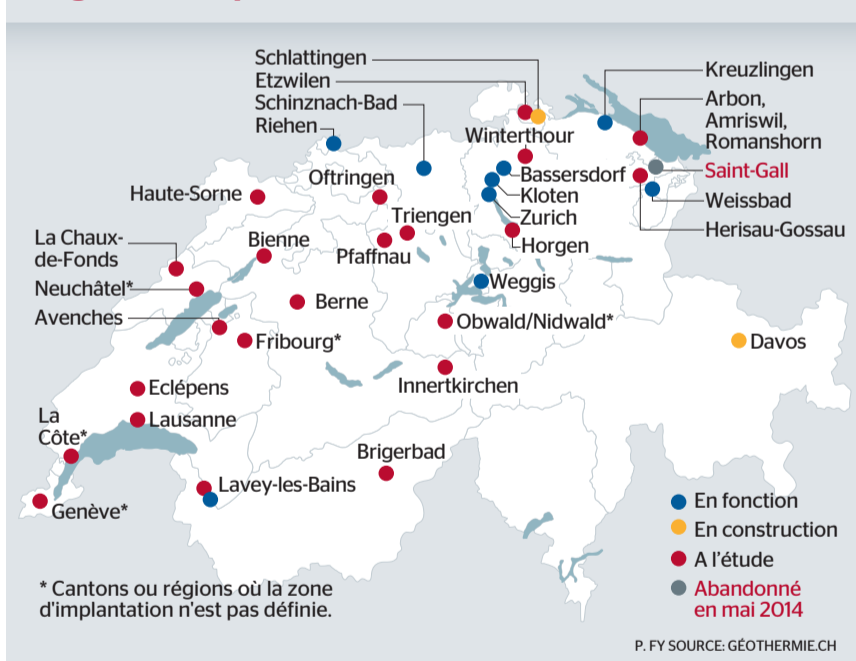 Schlattingen
Etzwilen
Schinznach-Bad
Riehen
Kreuzlingen
Arbon,
Amriswil,
Romanshorn
Winterthour
Saint-Gall
Bassersdorf
Oftringen
Kloten
Weissbad
Haute-Sorne
Triengen
Zurich
Herisau-Gossau
La Chaux-
de-Fonds
Bienne
Pfaffnau
Horgen
Neuchâtel*
Weggis
Berne
Avenches
Obwald/Nidwald*
Fribourg*
Davos
Innertkirchen
Eclépens
La
Côte*
Lausanne
Brigerbad
Lavey-les-Bains
Genève*
En fonction
En construction
A l'étude
Abandonné
en mai 2014
* Cantons ou régions où la zone
d'implantation n'est pas définie.
P. FY SOURCE: GÉOTHERMIE.CH